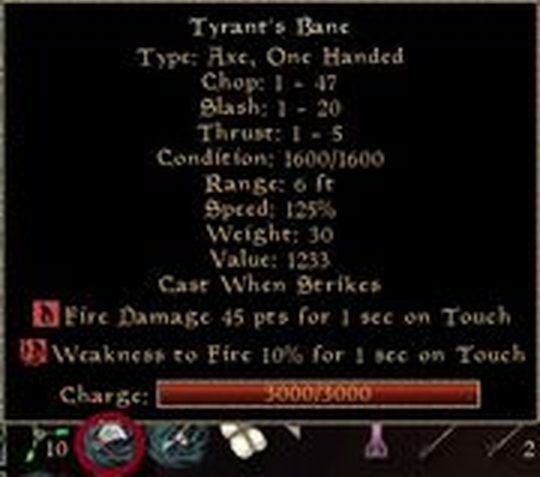 Tyrant's Bane
Type: Axe, One Handed
Chop: 1 - 47
Slash: 1 - 20
Thrust: 1 - 5
Condition: 1600/1600
Range: 6 ft
Speed: 125%
Weight: 30
Value: 1233
Cast When Strikes
Fire Damage 45 pts for 1 sec on Touch
Weakness to Fire 10% for 1 sec on Touch
Charge: 3000/3000
10 2